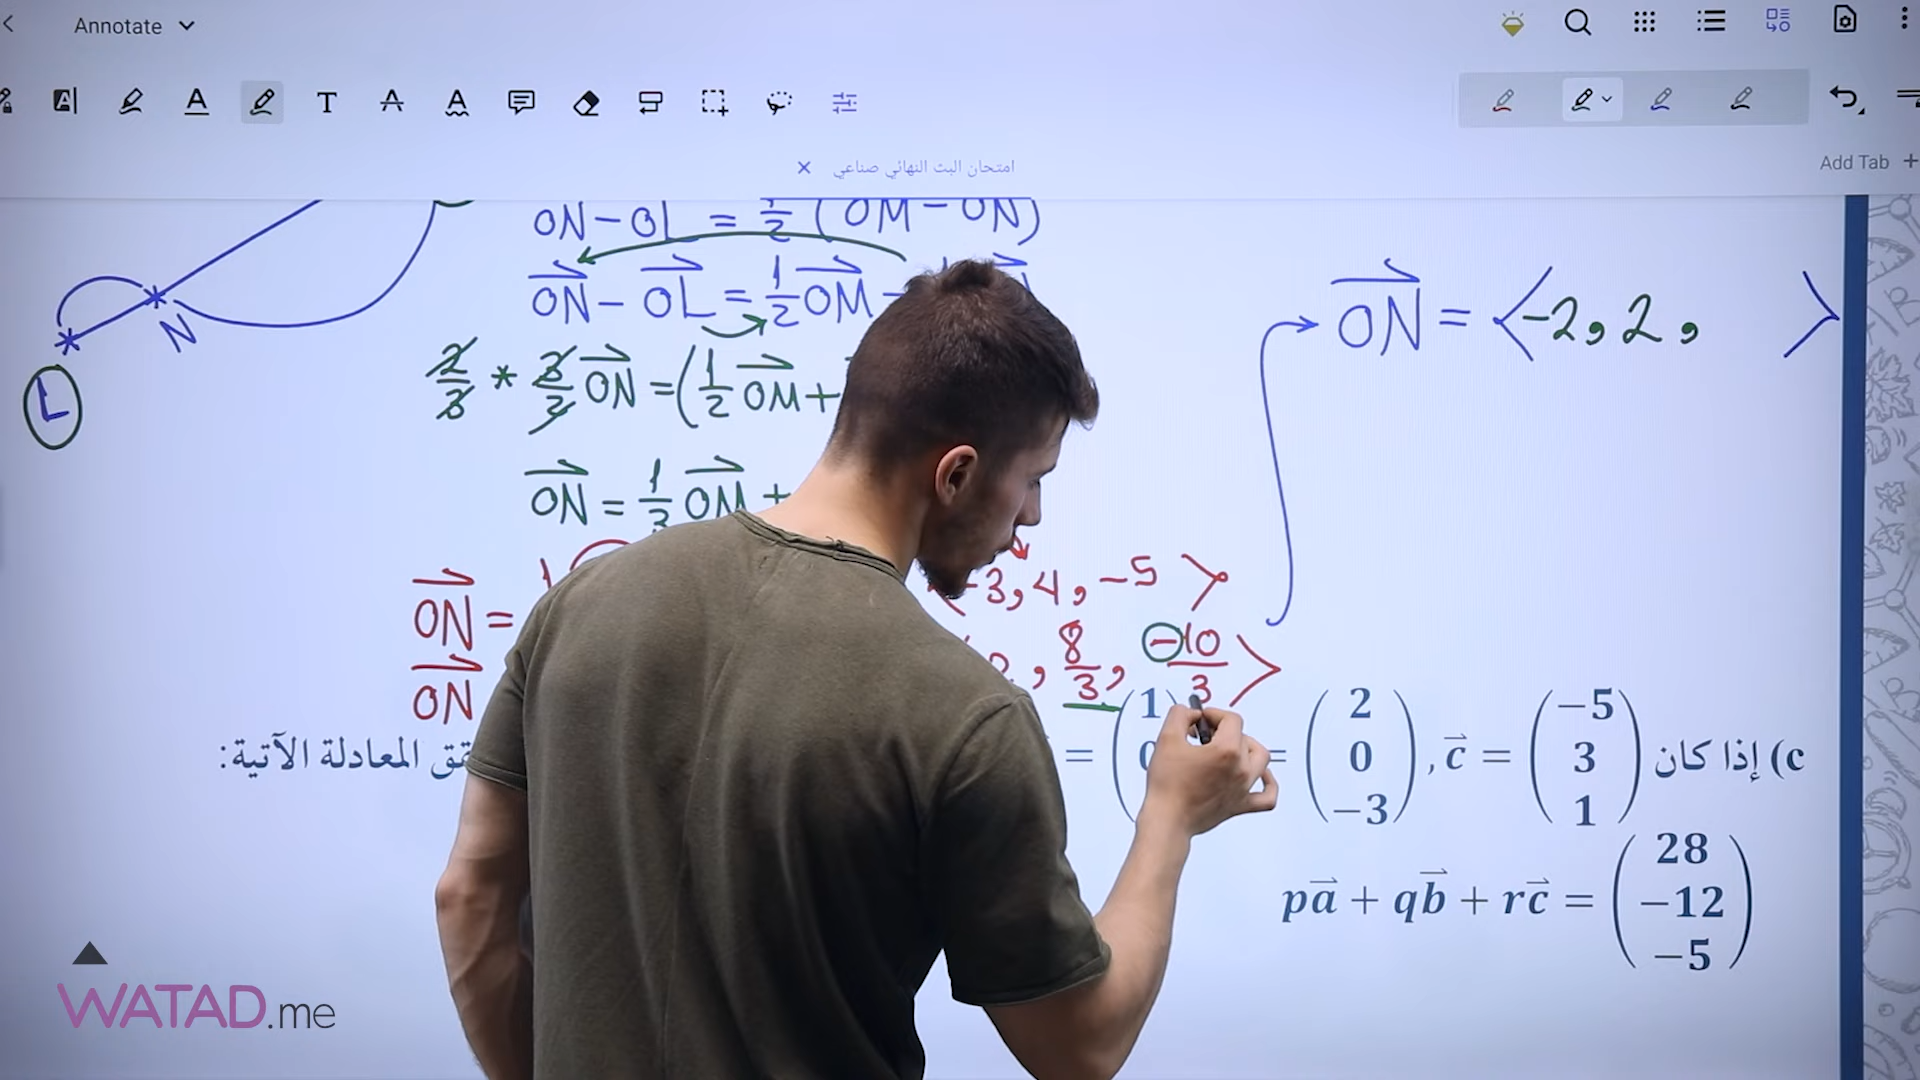 Annotate
A A T A A
امتحان البت النهائي صناعي
Add Tab +
ON - OL = 1/2 (OM - ON)
ON - OL = 1/2 OM -
2/3 * 3/2 ON = (1/2 OM +
ON = 1/3 OM +
ON =
-3, 4, -5 >
ON
, 8/3, -10/3 >
ON = < -2, 2, >
L
N
c) إذا كان
c = (-5 3 1)
, = (2 0 -3)
= (1 0
المعادلة الآتية:
pa + qb + rc = (28 -12 -5)
WATAD.me